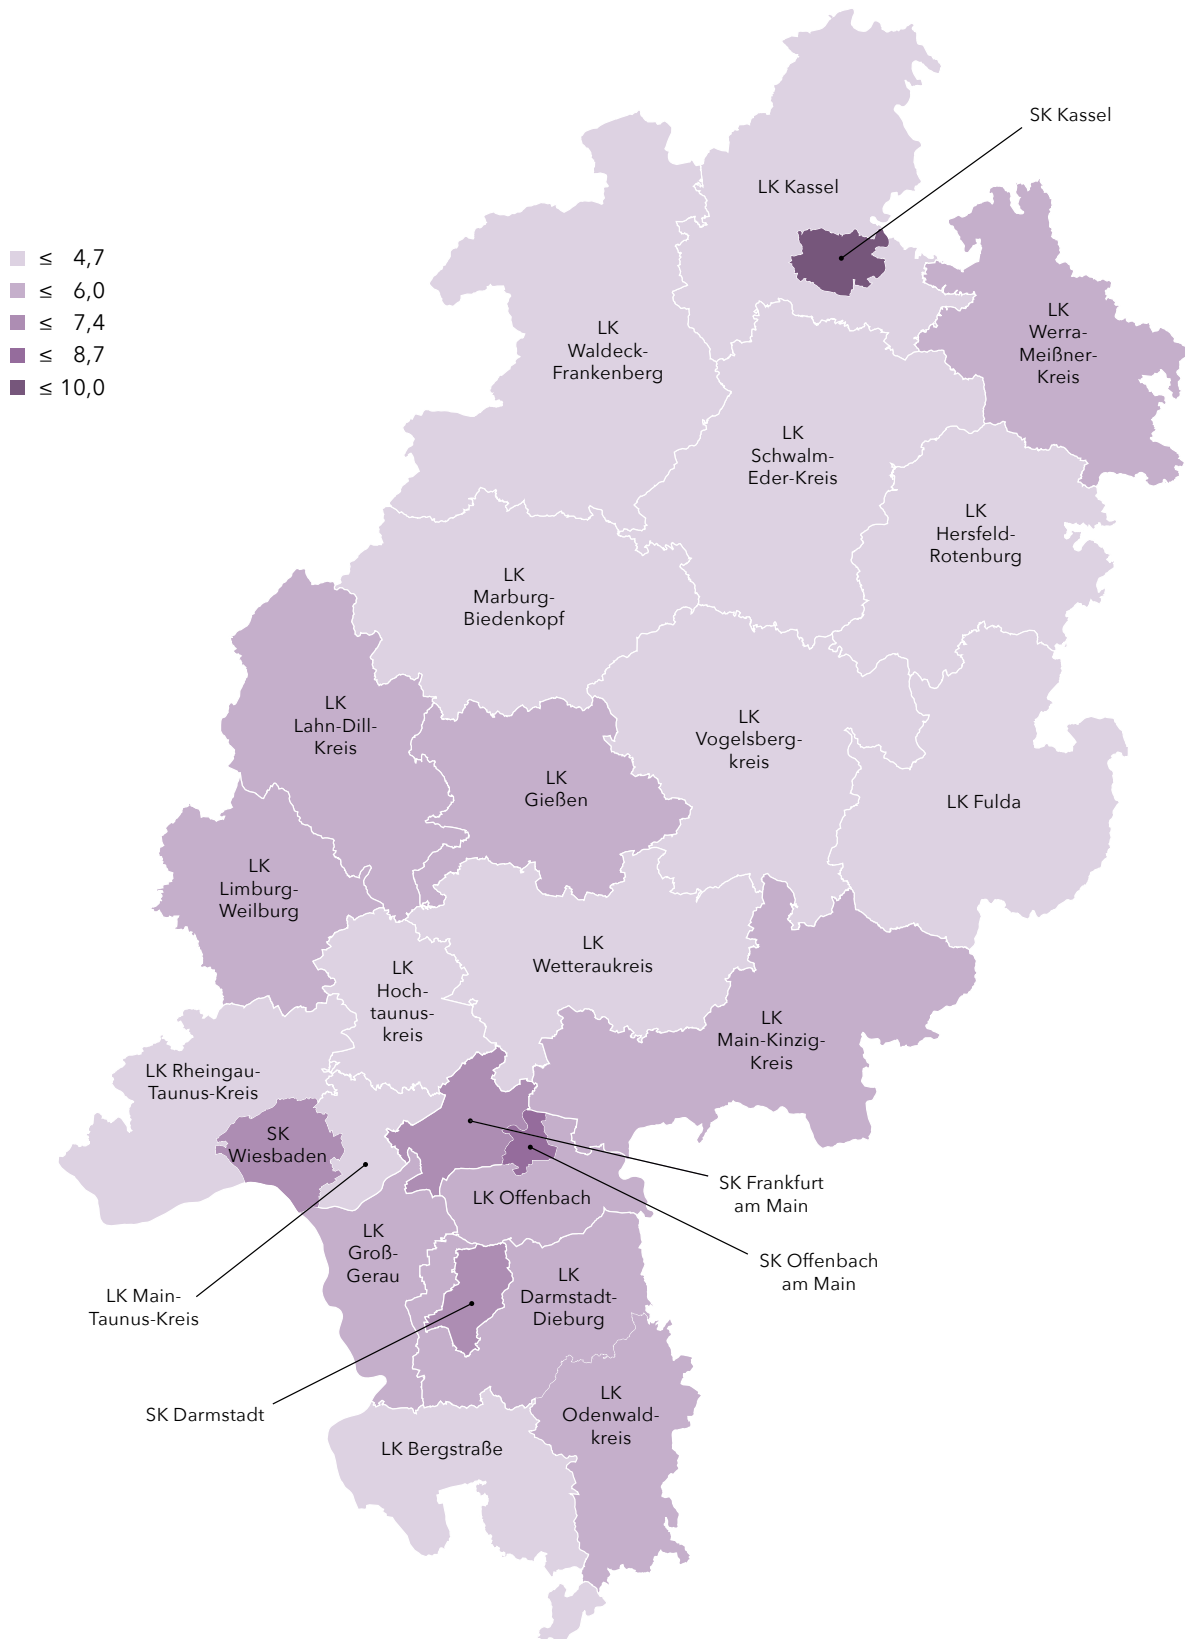 SK Kassel
LK Kassel
≤ 4,7
≤ 6,0
≤ 7,4
≤ 8,7
≤ 10,0
LK
Werra-
Meißner-
Kreis
LK
Waldeck-
Frankenberg
LK
Schwalm-
Eder-Kreis
LK
Hersfeld-
Rotenburg
LK
Marburg-
Biedenkopf
LK
Lahn-Dill-
Kreis
LK
Vogelsberg-
kreis
LK
Gießen
LK Fulda
LK
Limburg-
Weilburg
LK
Wetteraukreis
LK
Hoch-
taunus-
kreis
LK
Main-Kinzig-
Kreis
LK Rheingau-
Taunus-Kreis
SK
Wiesbaden
SK Frankfurt
am Main
LK Offenbach
LK
Groß-
Gerau
SK Offenbach
am Main
LK
Darmstadt-
Dieburg
LK Main-
Taunus-Kreis
SK Darmstadt
LK
Odenwald-
kreis
LK Bergstraße